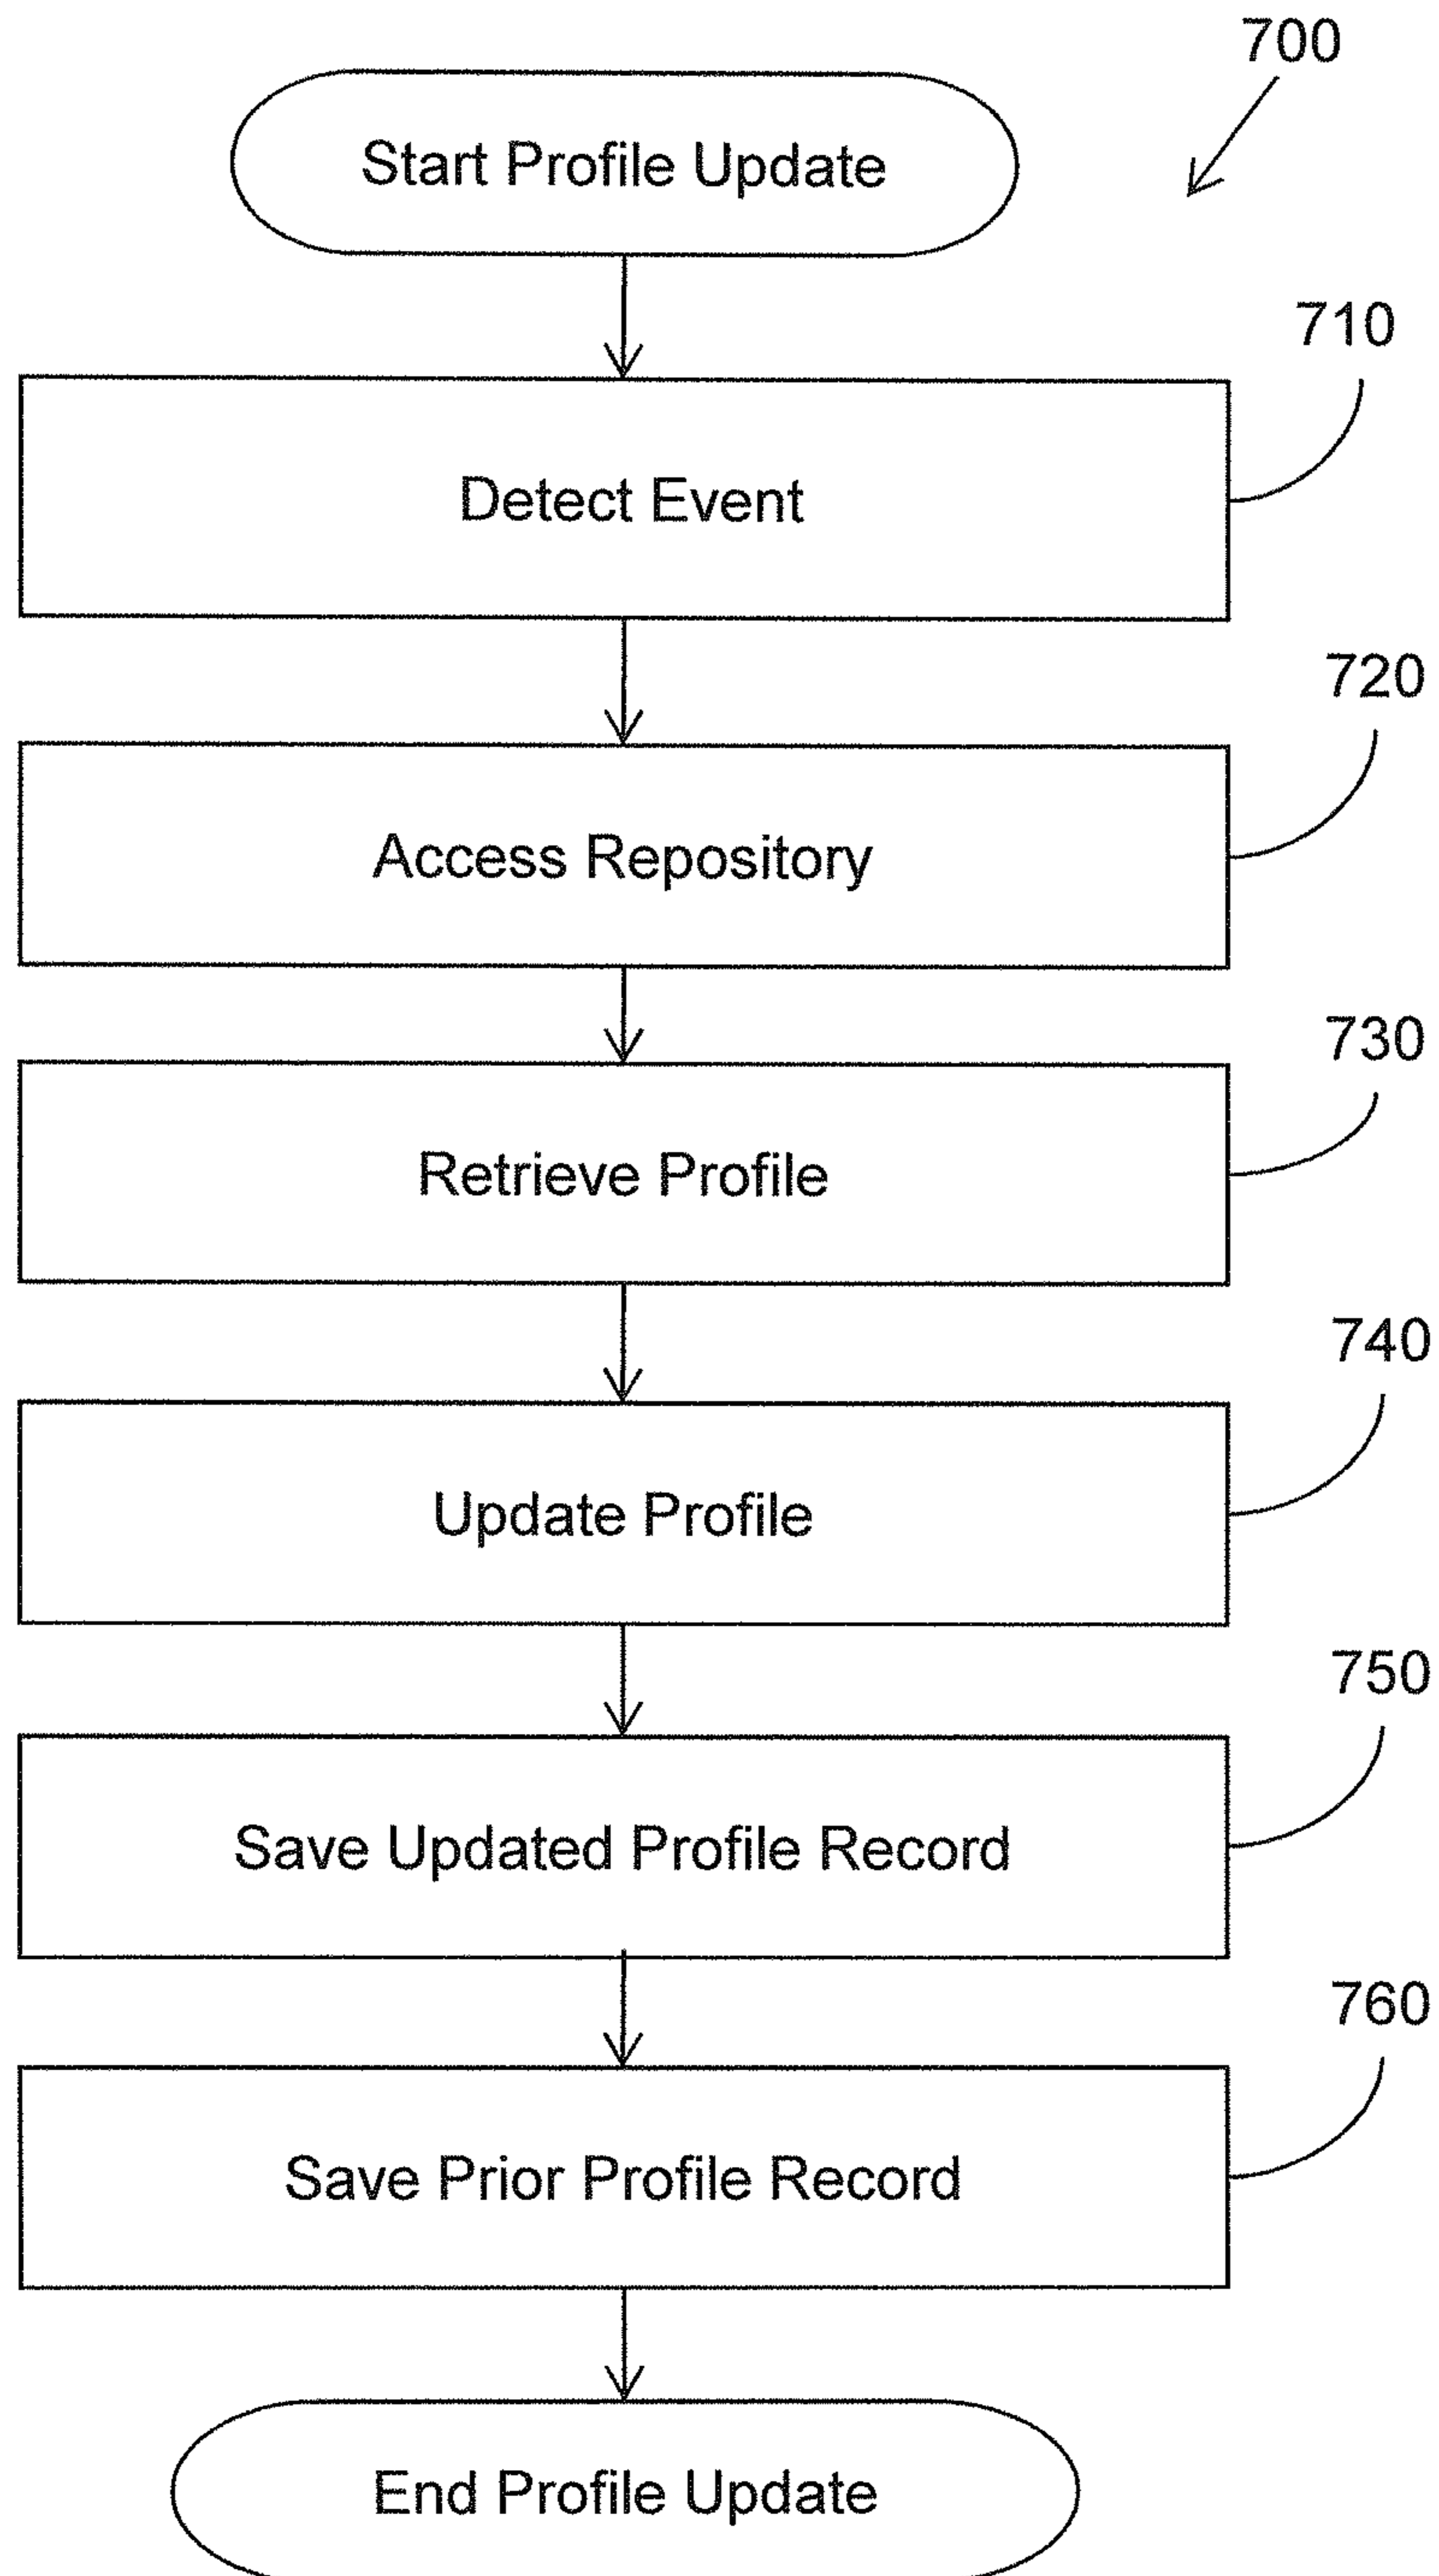 700
Start Profile Update
710
Detect Event
720
Access Repository
730
Retrieve Profile
740
Update Profile
750
Save Updated Profile Record
760
Save Prior Profile Record
End Profile Update